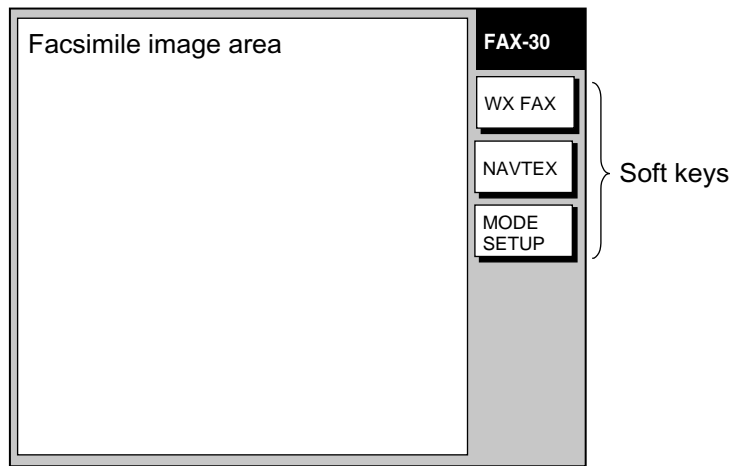 Facsimile image area
FAX-30
WX FAX
NAVTEX
MODE
SETUP
Soft keys